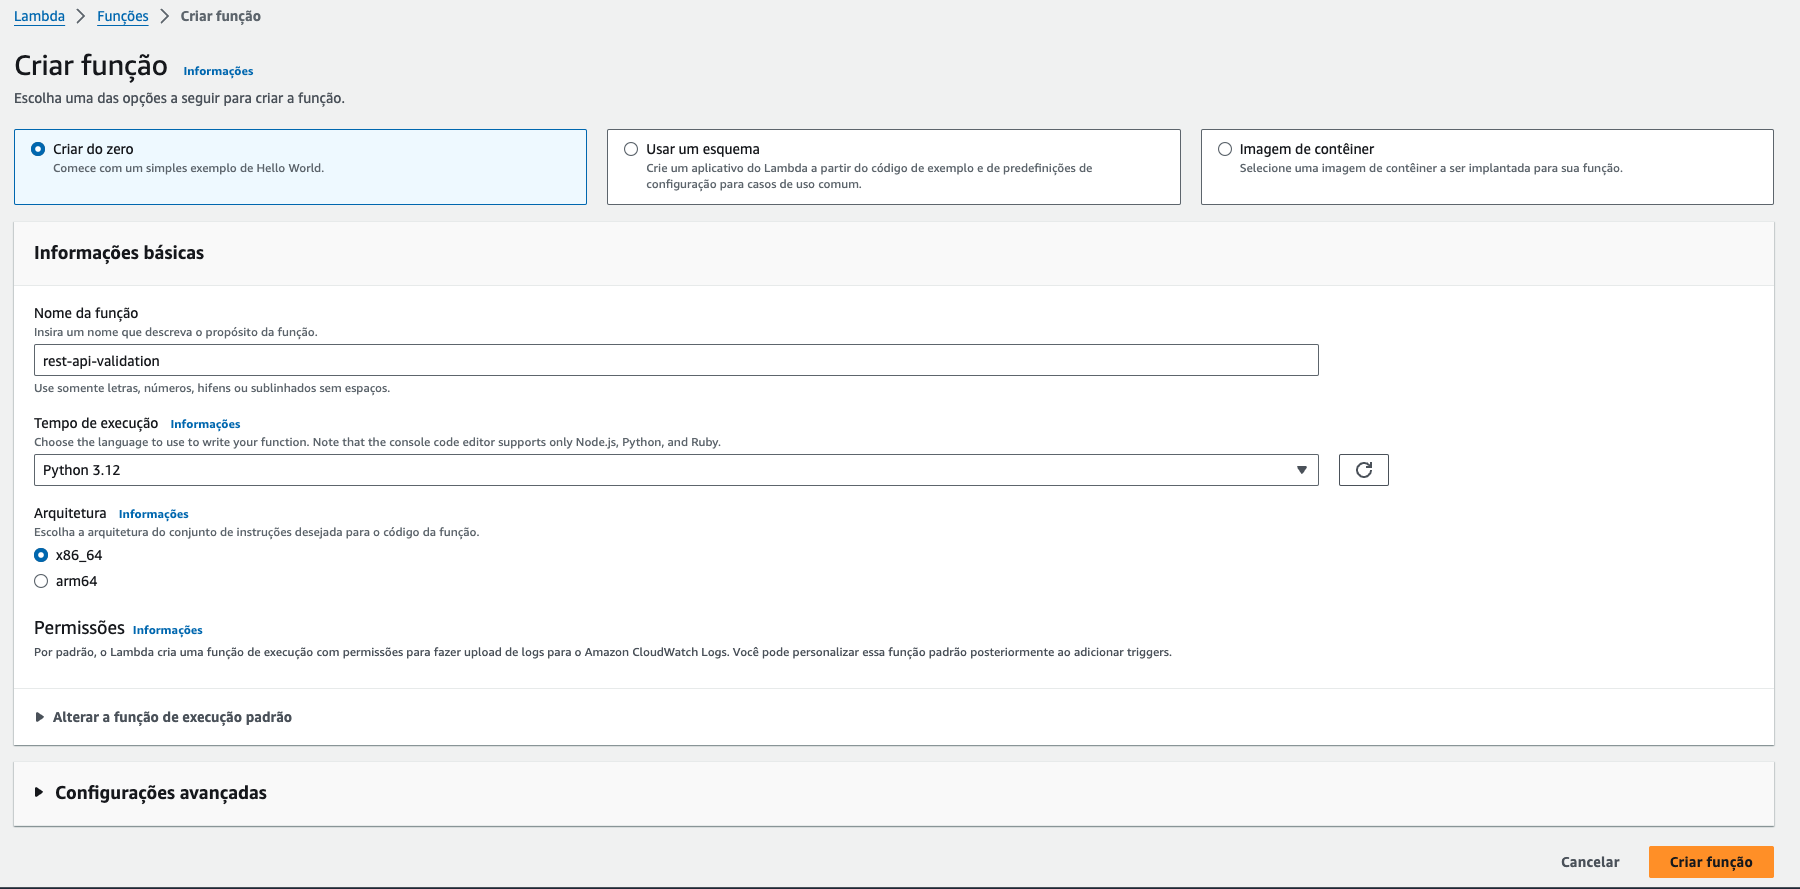 Lambda > Funções > Criar função
Criar função Informações
Escolha uma das opções a seguir para criar a função.
Criar do zero
Comece com um simples exemplo de Hello World.
Usar um esquema
Crie um aplicativo do Lambda a partir do código de exemplo e de predefinições de
configuração para casos de uso comum.
Imagem de contêiner
Selecione uma imagem de contêiner a ser implantada para sua função.
Informações básicas
Nome da função
Insira um nome que descreva o propósito da função.
rest-api-validation
Use somente letras, números, hifens ou sublinhados sem espaços.
Tempo de execução Informações
Choose the language to use to write your function. Note that the console code editor supports only Node.js, Python, and Ruby.
Python 3.12
Arquitetura Informações
Escolha a arquitetura do conjunto de instruções desejada para o código da função.
x86_64
arm64
Permissões Informações
Por padrão, o Lambda cria uma função de execução com permissões para fazer upload de logs para o Amazon CloudWatch Logs. Você pode personalizar essa função padrão posteriormente ao adicionar triggers.
Alterar a função de execução padrão
Configurações avançadas
Cancelar
Criar função